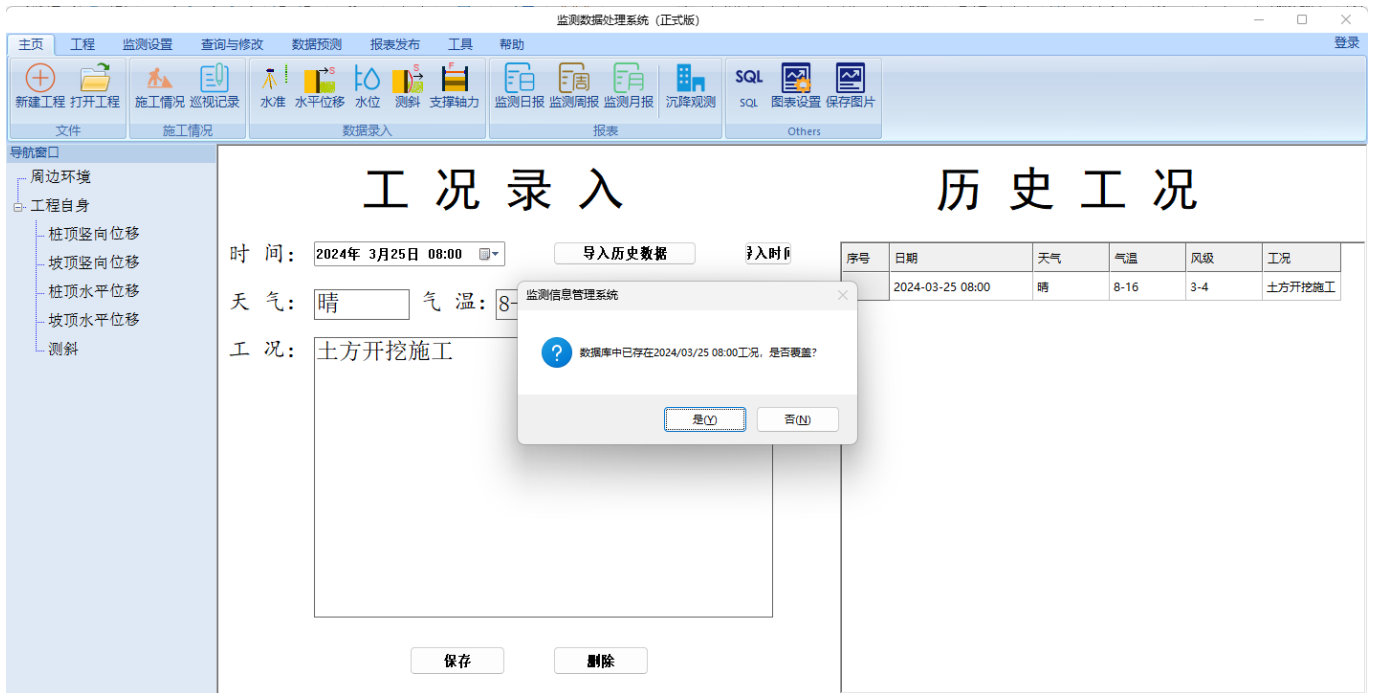 监测数据处理系统（正式版）
主页 工程 监测设置 查询与修改 数据预测 报表发布 工具 帮助 登录
新建工程 打开工程 施工情况 巡视记录 水准 水平位移 水位 测斜 支撑轴力 监测日报 监测周报 监测月报 沉降观测 SQL SQL 图表设置 保存图片
文件 施工情况 数据录入 报表 Others
导航窗口
周边环境
工程自身
桩顶竖向位移
坡顶竖向位移
桩顶水平位移
坡顶水平位移
测斜
工 况 录 入
时 间： 2024年 3月25日 08:00 导入历史数据 入时
天 气： 晴 气 温： 8-
工 况： 土方开挖施工
保存 删除
历 史 工 况
序号 日期 天气 气温 风级 工况
2024-03-25 08:00 晴 8-16 3-4 土方开挖施工
监测信息管理系统
数据库中已存在2024/03/25 08:00工况，是否覆盖？
是(Y) 否(N)